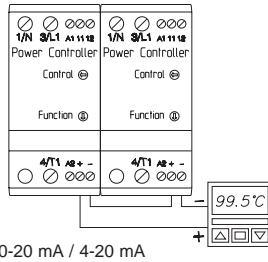 1/N 3/L1 A1 11 12 1/N 3/L1 A1 11 12
Power Controller Power Controller
Control Control
Function Function
4/T1 A2 + - 4/T1 A2 + -
- 99.5°C
+
0-20 mA / 4-20 mA